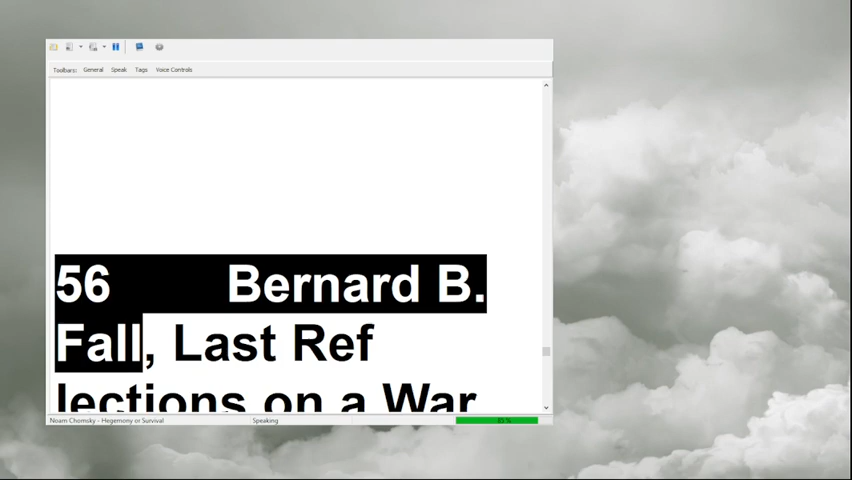 Toolbars: General Speak Tags Voice Controls
56 Bernard B.
Fall, Last Ref
lections on a War
Noam Chomsky - Hegemony or Survival Speaking 85 %